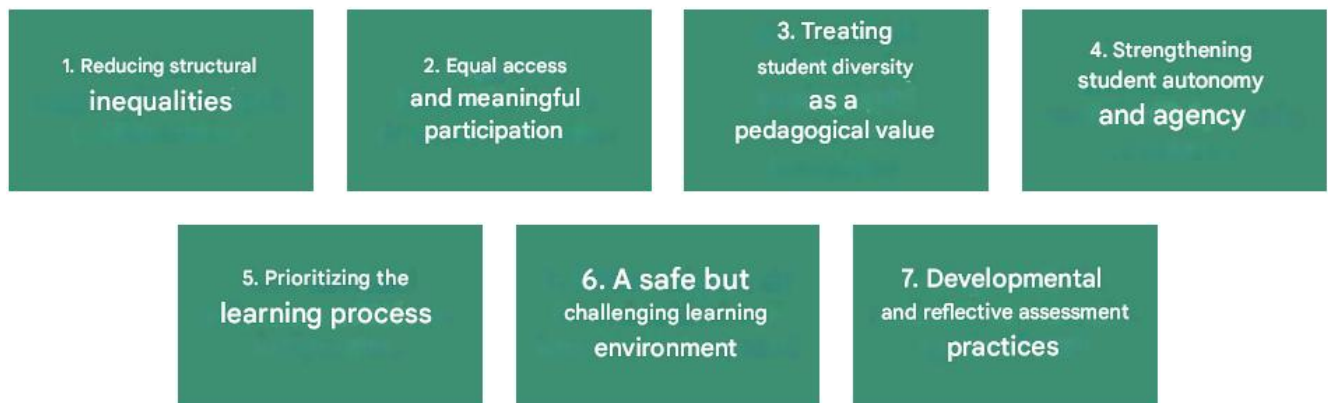 1. Reducing structural
inequalities
2. Equal access
and meaningful
participation
3. Treating
student diversity
as a
pedagogical value
4. Strengthening
student autonomy
and agency
5. Prioritizing the
learning process
6. A safe but
challenging learning
environment
7. Developmental
and reflective assessment
practices